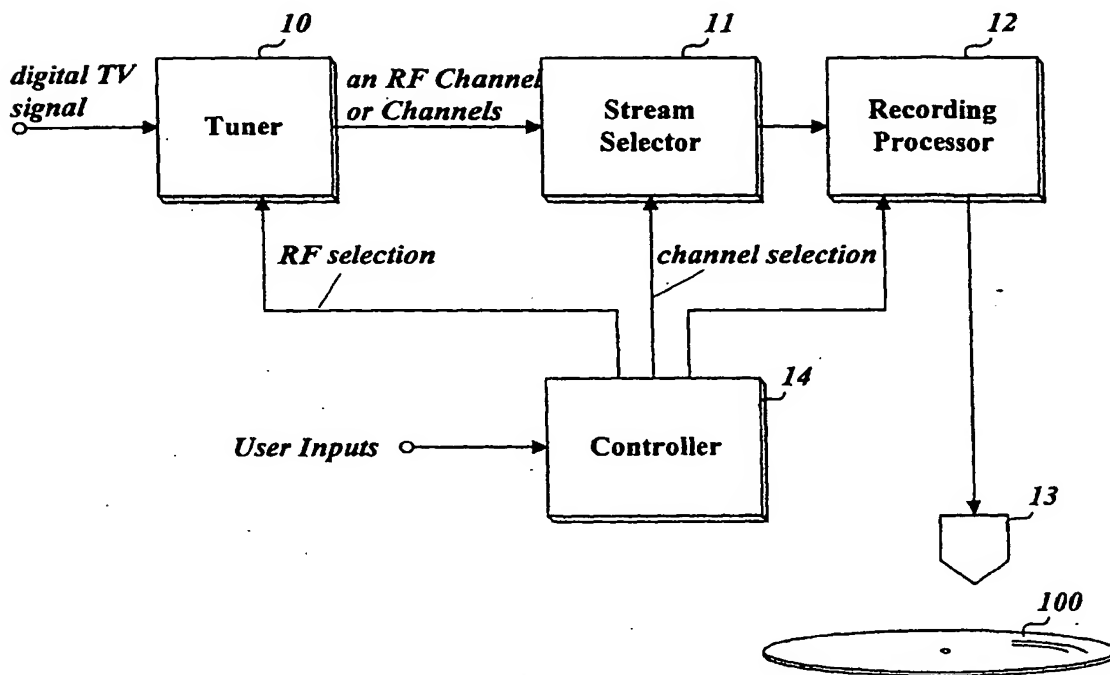 10
11
12
digital TV
signal
Tuner
an RF Channel
or Channels
Stream
Selector
Recording
Processor
RF selection
channel selection
14
User Inputs
Controller
13
100